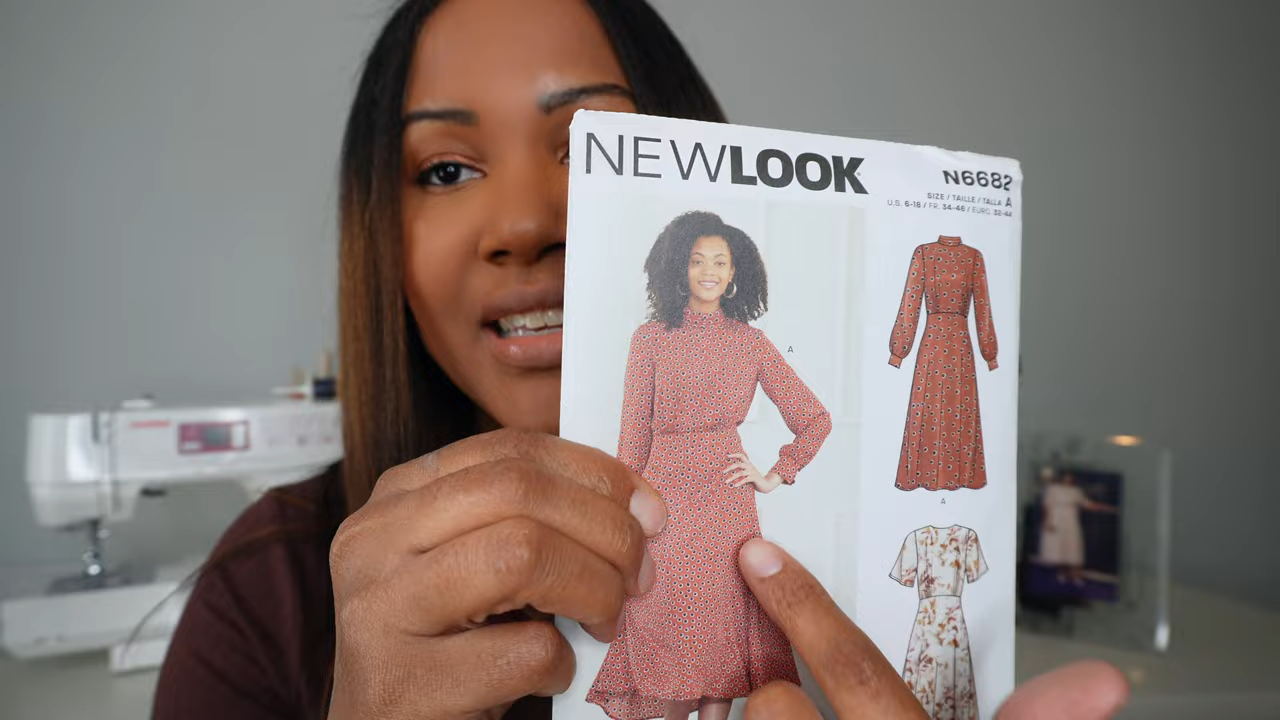 NEWLOOK
N6682
SIZE / TAILLE / TALLA A
U.S. 6-18 / FR. 34-46 / EURO. 32-44
A
A